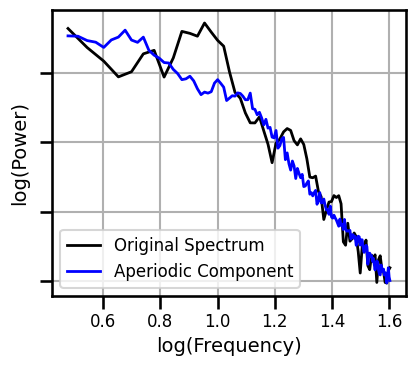 log(Power)
Original Spectrum
Aperiodic Component
0.6 0.8 1.0 1.2 1.4 1.6
log(Frequency)